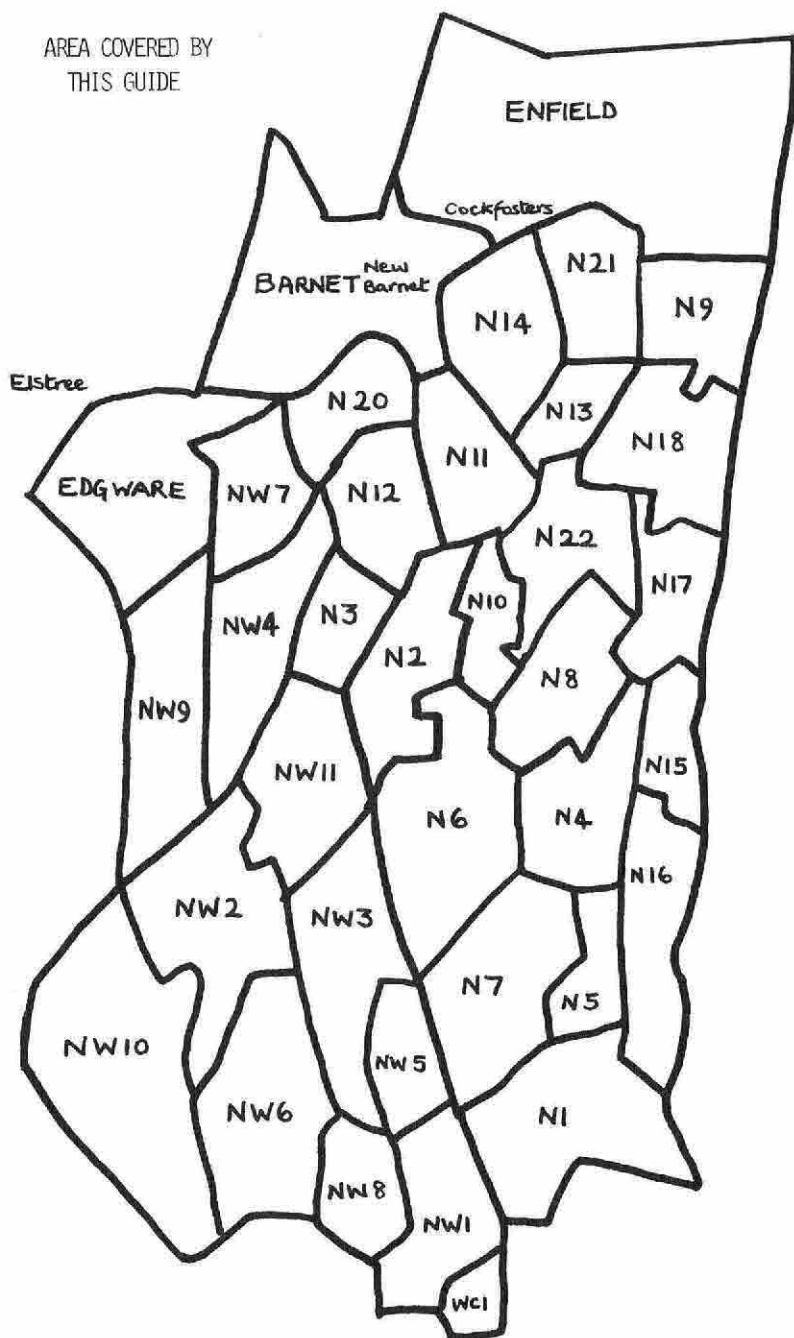 AREA COVERED BY
THIS GUIDE
ENFIELD
Cockfosters
N21
New
BARNET Barnet
N9
N14
Elstree
N20
N13
N18
N11
EDGWARE
NW7
N12
N22
N17
N10
N3
NW4
N2
N8
NW9
NW11
N15
N6
N4
N16
NW2
NW3
N7
N5
NW10
NW5
NW6
N1
NW8
NW1
WC1